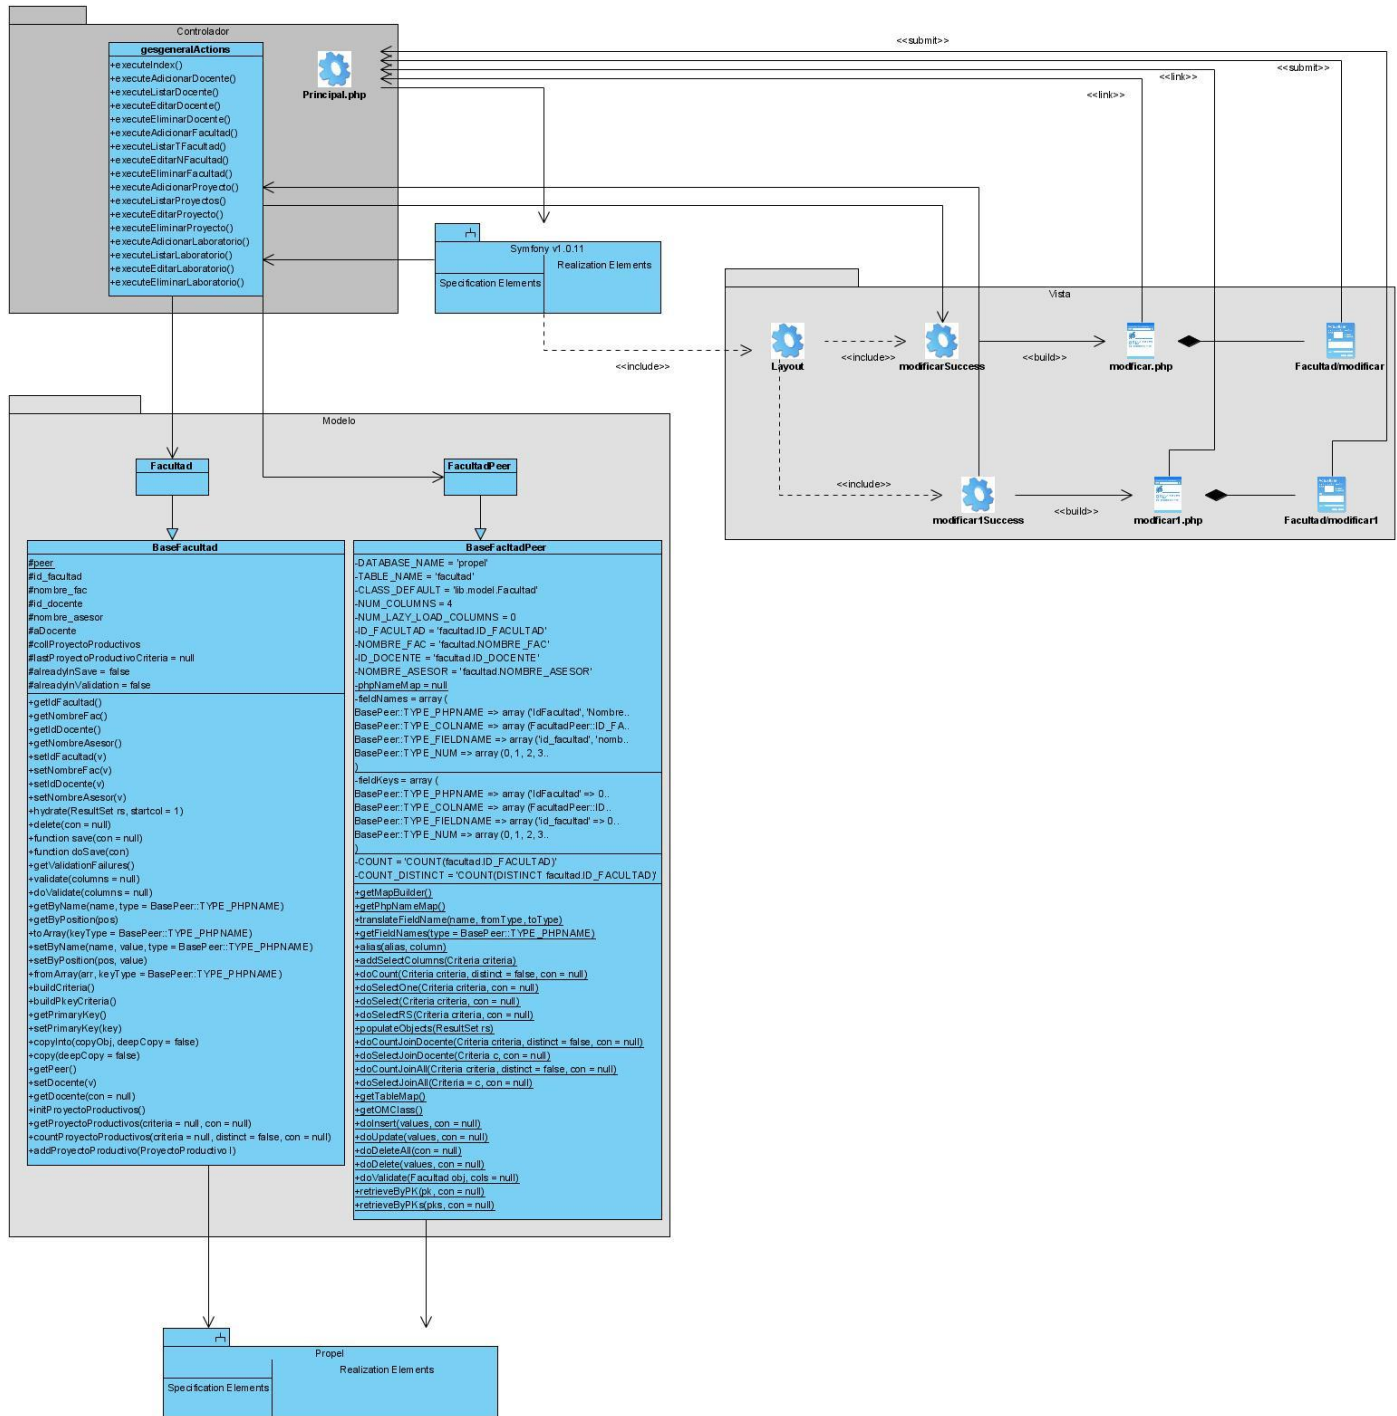 Controlador
gesgeneralActions
+executeIndex()
+executeAdicionarDocente()
+executeListarDocente()
+executeEditarDocente()
+executeEliminarDocente()
+executeAdicionarFacultad()
+executeListarTFacultad()
+executeEditarNFacultad()
+executeEliminarFacultad()
+executeAdicionarProyecto()
+executeListarProyectos()
+executeEditarProyecto()
+executeEliminarProyecto()
+executeAdicionarLaboratorio()
+executeListarLaboratorio()
+executeEditarLaboratorio()
+executeEliminarLaboratorio()
Principal.php
<<submit>>
<<submit>>
<<link>>
<<link>>
Symfony v1.0.11
Realization Elements
Specification Elements
<<include>>
Vista
Layout
<<include>>
modificarSuccess
<<build>>
modficar.php
Facultad/modificar
<<include>>
modificar1Success
<<build>>
modficar1.php
Facultad/modificar1
Modelo
Facultad
FacultadPeer
BaseFacultad
#peer
#id_facultad
#nombre_fac
#id_docente
#nombre_asesor
#aDocente
#collProyectoProductivos
#lastProyectoProductivoCriteria = null
#alreadyInSave = false
#alreadyInValidation = false
+getIdFacultad()
+getNombreFac()
+getIdDocente()
+getNombreAsesor()
+setIdFacultad(v)
+setNombreFac(v)
+setIdDocente(v)
+setNombreAsesor(v)
+hydrate(ResultSet rs, startcol = 1)
+delete(con = null)
+function save(con = null)
+function doSave(con)
+getValidationFailures()
+validate(columns = null)
+doValidate(columns = null)
+getByName(name, type = BasePeer::TYPE_PHPNAME)
+getByPosition(pos)
+toArray(keyType = BasePeer::TYPE_PHPNAME)
+setByName(name, value, type = BasePeer::TYPE_PHPNAME)
+setByPosition(pos, value)
+fromArray(arr, keyType = BasePeer::TYPE_PHPNAME)
+buildCriteria()
+buildPkeyCriteria()
+getPrimaryKey()
+setPrimaryKey(key)
+copyInto(copyObj, deepCopy = false)
+copy(deepCopy = false)
+getPeer()
+setDocente(v)
+getDocente(con = null)
+initProyectoProductivos()
+getProyectoProductivos(criteria = null, con = null)
+countProyectoProductivos(criteria = null, distinct = false, con = null)
+addProyectoProductivo(ProyectoProductivo l)
BaseFacltadPeer
-DATABASE_NAME = 'propel'
-TABLE_NAME = 'facultad'
-CLASS_DEFAULT = 'lib.model.Facultad'
-NUM_COLUMNS = 4
-NUM_LAZY_LOAD_COLUMNS = 0
-ID_FACULTAD = 'facultad.ID_FACULTAD'
-NOMBRE_FAC = 'facultad.NOMBRE_FAC'
-ID_DOCENTE = 'facultad.ID_DOCENTE'
-NOMBRE_ASESOR = 'facultad.NOMBRE_ASESOR'
-phpNameMap = null
-fieldNames = array (
BasePeer::TYPE_PHPNAME => array ('IdFacultad', 'Nombre..
BasePeer::TYPE_COLNAME => array (FacultadPeer::ID_FA..
BasePeer::TYPE_FIELDNAME => array ('id_facultad', 'nomb..
BasePeer::TYPE_NUM => array (0, 1, 2, 3..
)
-fieldKeys = array (
BasePeer::TYPE_PHPNAME => array ('IdFacultad' => 0..
BasePeer::TYPE_COLNAME => array (FacultadPeer::ID..
BasePeer::TYPE_FIELDNAME => array ('id_facultad' => 0..
BasePeer::TYPE_NUM => array (0, 1, 2, 3..
)
-COUNT = 'COUNT(facultad.ID_FACULTAD)'
-COUNT_DISTINCT = 'COUNT(DISTINCT facultad.ID_FACULTAD)'
+getMapBuilder()
+getPhpNameMap()
+translateFieldName(name, fromType, toType)
+getFieldNames(type = BasePeer::TYPE_PHPNAME)
+alias(alias, column)
+addSelectColumns(Criteria criteria)
+doCount(Criteria criteria, distinct = false, con = null)
+doSelectOne(Criteria criteria, con = null)
+doSelect(Criteria criteria, con = null)
+doSelectRS(Criteria criteria, con = null)
+populateObjects(ResultSet rs)
+doCountJoinDocente(Criteria criteria, distinct = false, con = null)
+doSelectJoinDocente(Criteria c, con = null)
+doCountJoinAll(Criteria criteria, distinct = false, con = null)
+doSelectJoinAll(Criteria = c, con = null)
+getTableMap()
+getOMClass()
+doInsert(values, con = null)
+doUpdate(values, con = null)
+doDeleteAll(con = null)
+doDelete(values, con = null)
+doValidate(Facultad obj, cols = null)
+retrieveByPK(pk, con = null)
+retrieveByPKs(pks, con = null)
Propel
Realization Elements
Specification Elements